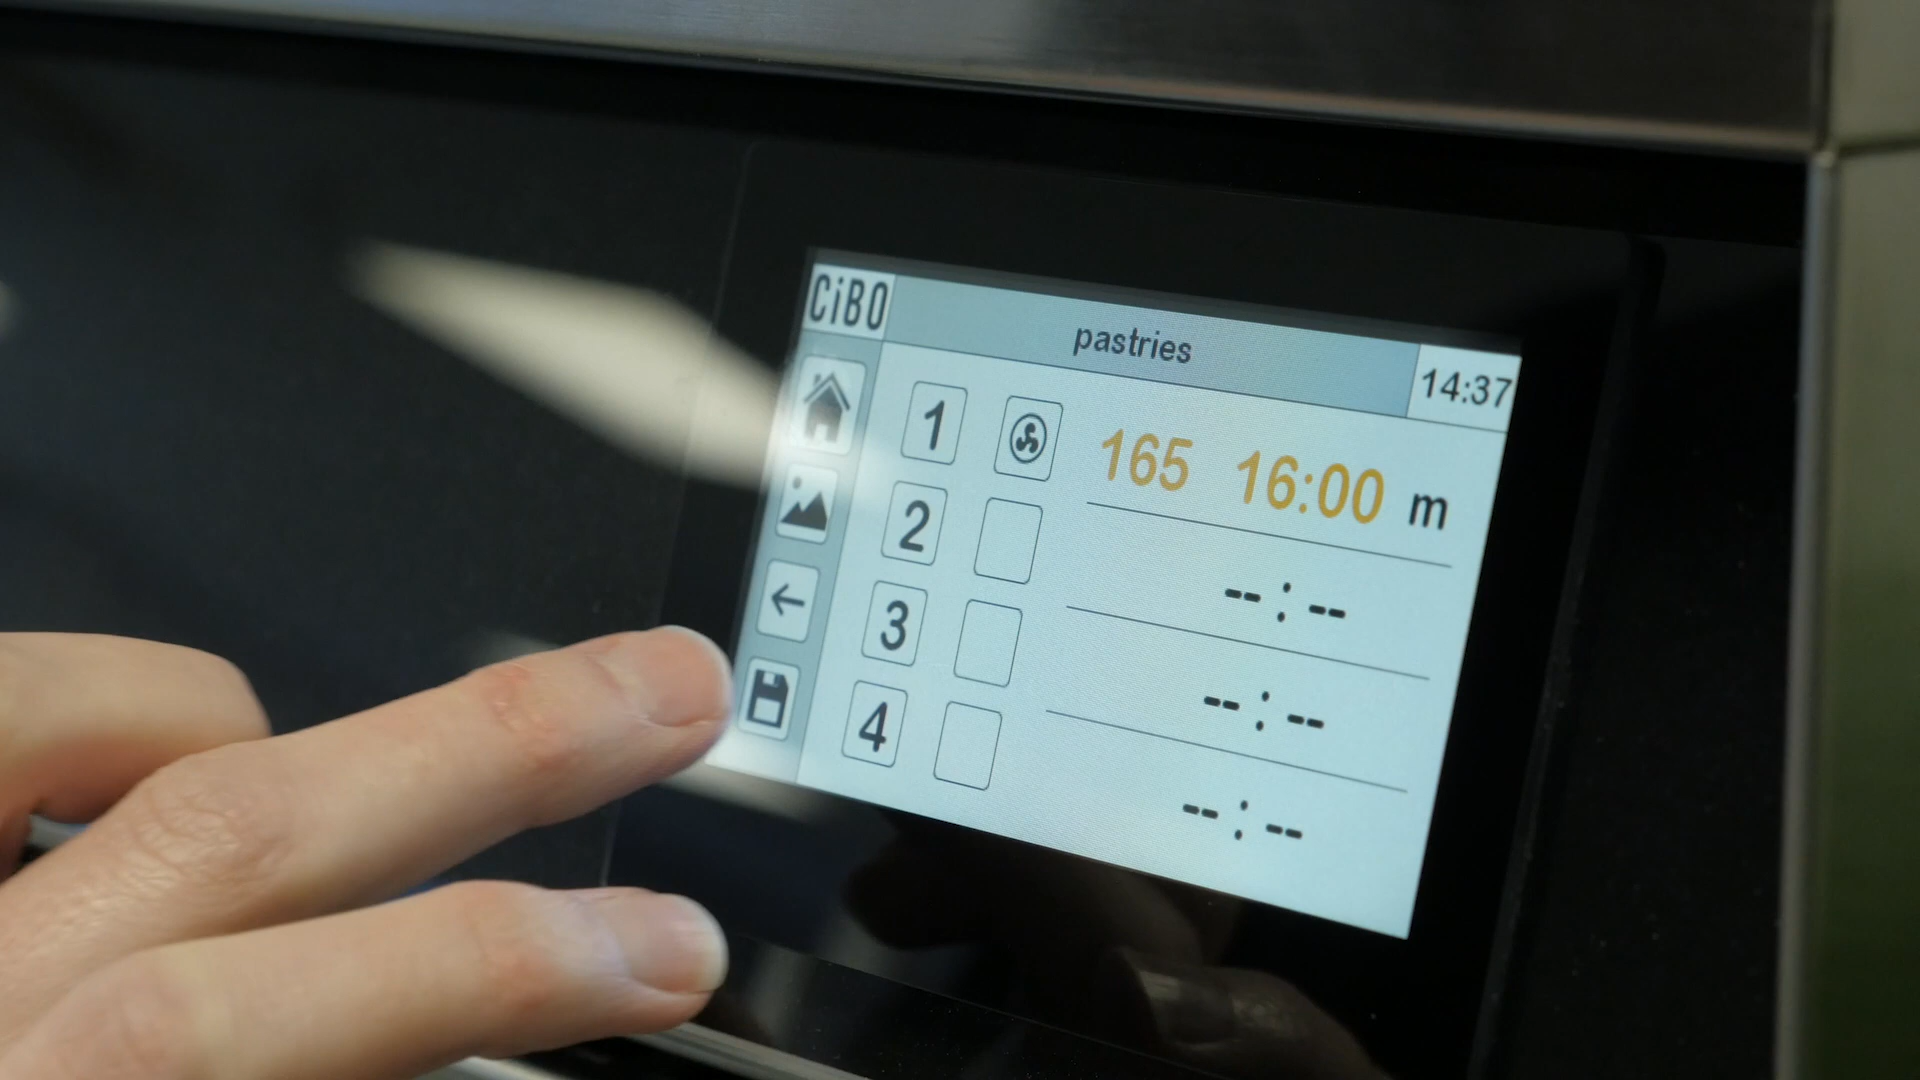 CiBO
pastries
14:37
1 165 16:00 m
2 --:--
3 --:--
4 --:--